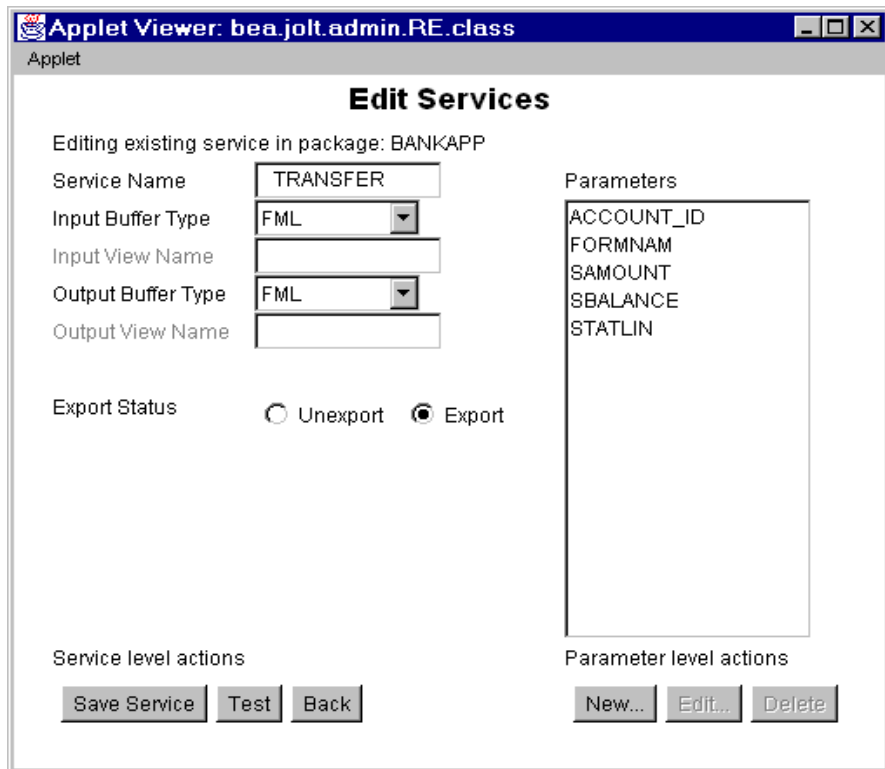 Applet Viewer: bea.jolt.admin.RE.class
Applet
Edit Services
Editing existing service in package: BANKAPP
Service Name TRANSFER
Input Buffer Type FML
Input View Name
Output Buffer Type FML
Output View Name
Export Status Unexport Export
Parameters
ACCOUNT_ID
FORMNAM
SAMOUNT
SBALANCE
STATLIN
Service level actions
Save Service Test Back
Parameter level actions
New... Edit... Delete